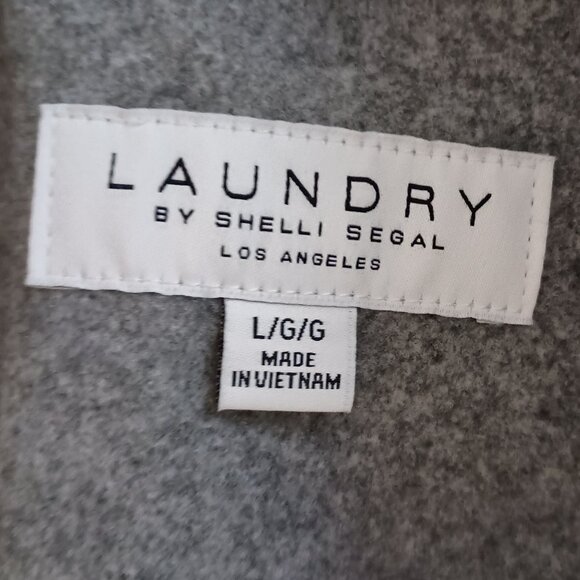 LAUNDRY
BY SHELLI SEGAL
LOS ANGELES
L/G/G
MADE
IN VIETNAM